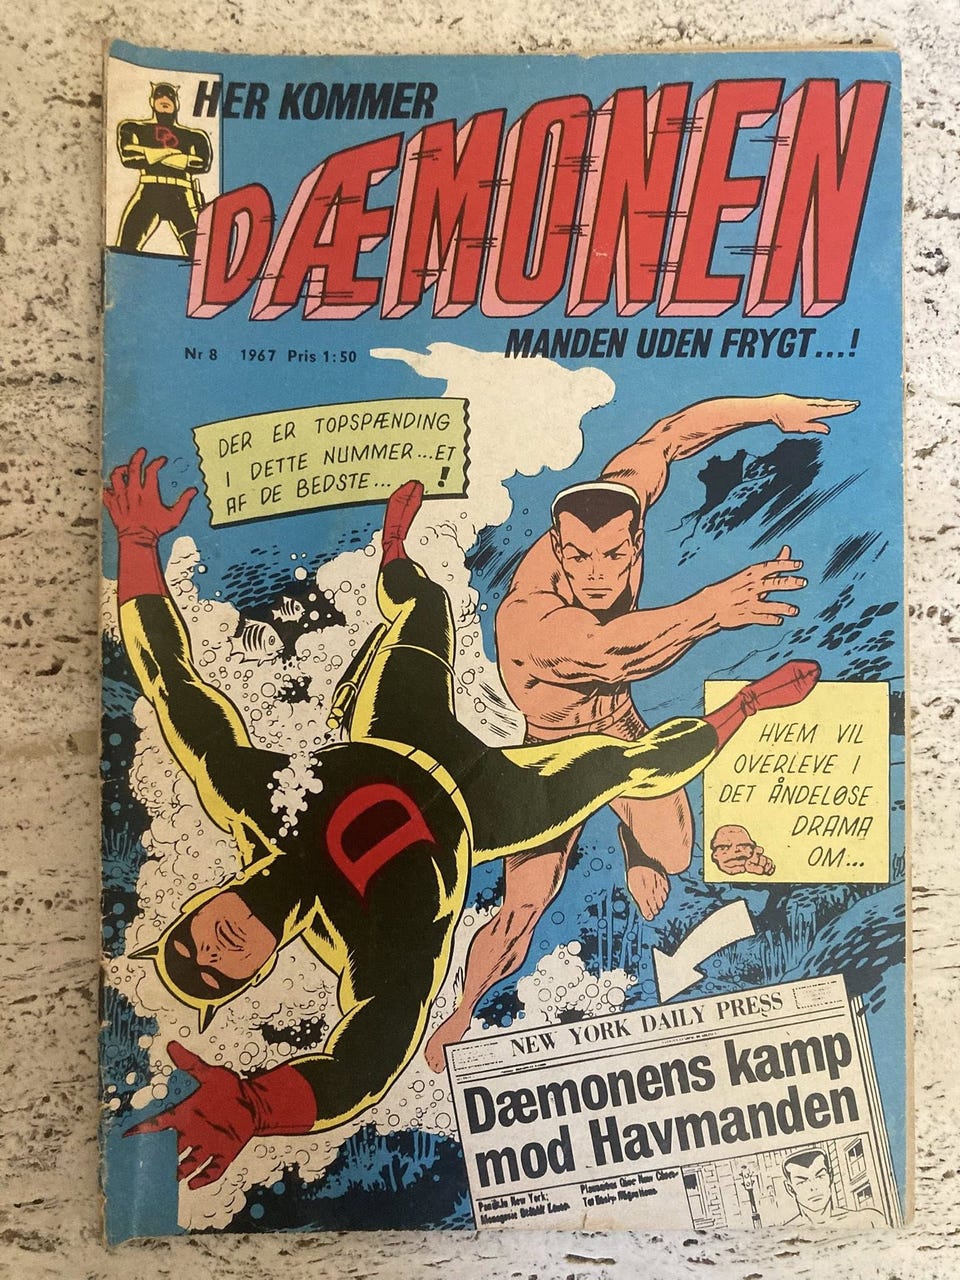 HER KOMMER
DÆMONEN
MANDEN UDEN FRYGT...!
Nr 8 1967 Pris 1:50
DER ER TOPSPÆNDING
I DETTE NUMMER...ET
AF DE BEDSTE...!
HVEM VIL
OVERLEVE I
DET ÅNDELØSE
DRAMA
OM...
NEW YORK DAILY PRESS
Dæmonens kamp
mod Havmanden
DD
D